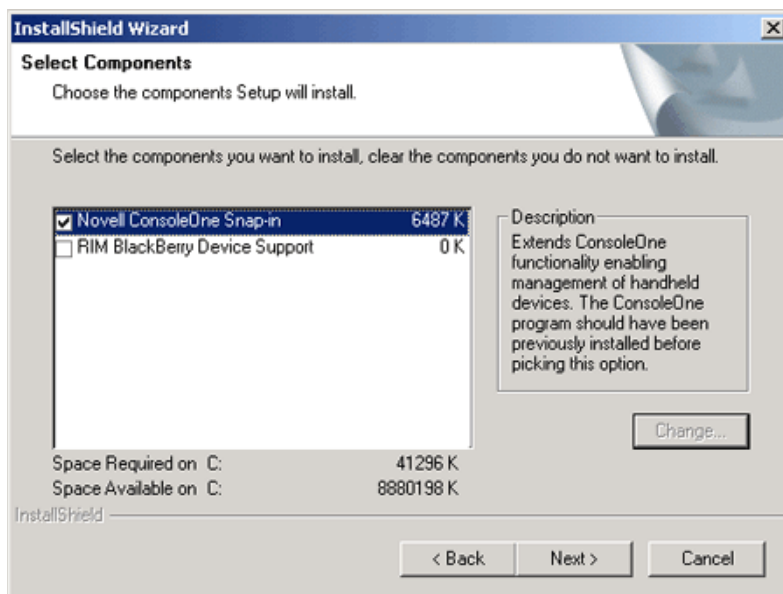 InstallShield Wizard
Select Components
Choose the components Setup will install.
Select the components you want to install, clear the components you do not want to install.
Novell ConsoleOne Snap-in 6487 K
RIM BlackBerry Device Support 0 K
Description
Extends ConsoleOne
functionality enabling
management of handheld
devices. The ConsoleOne
program should have been
previously installed before
picking this option.
Change...
Space Required on C: 41296 K
Space Available on C: 8880198 K
InstallShield
< Back Next > Cancel